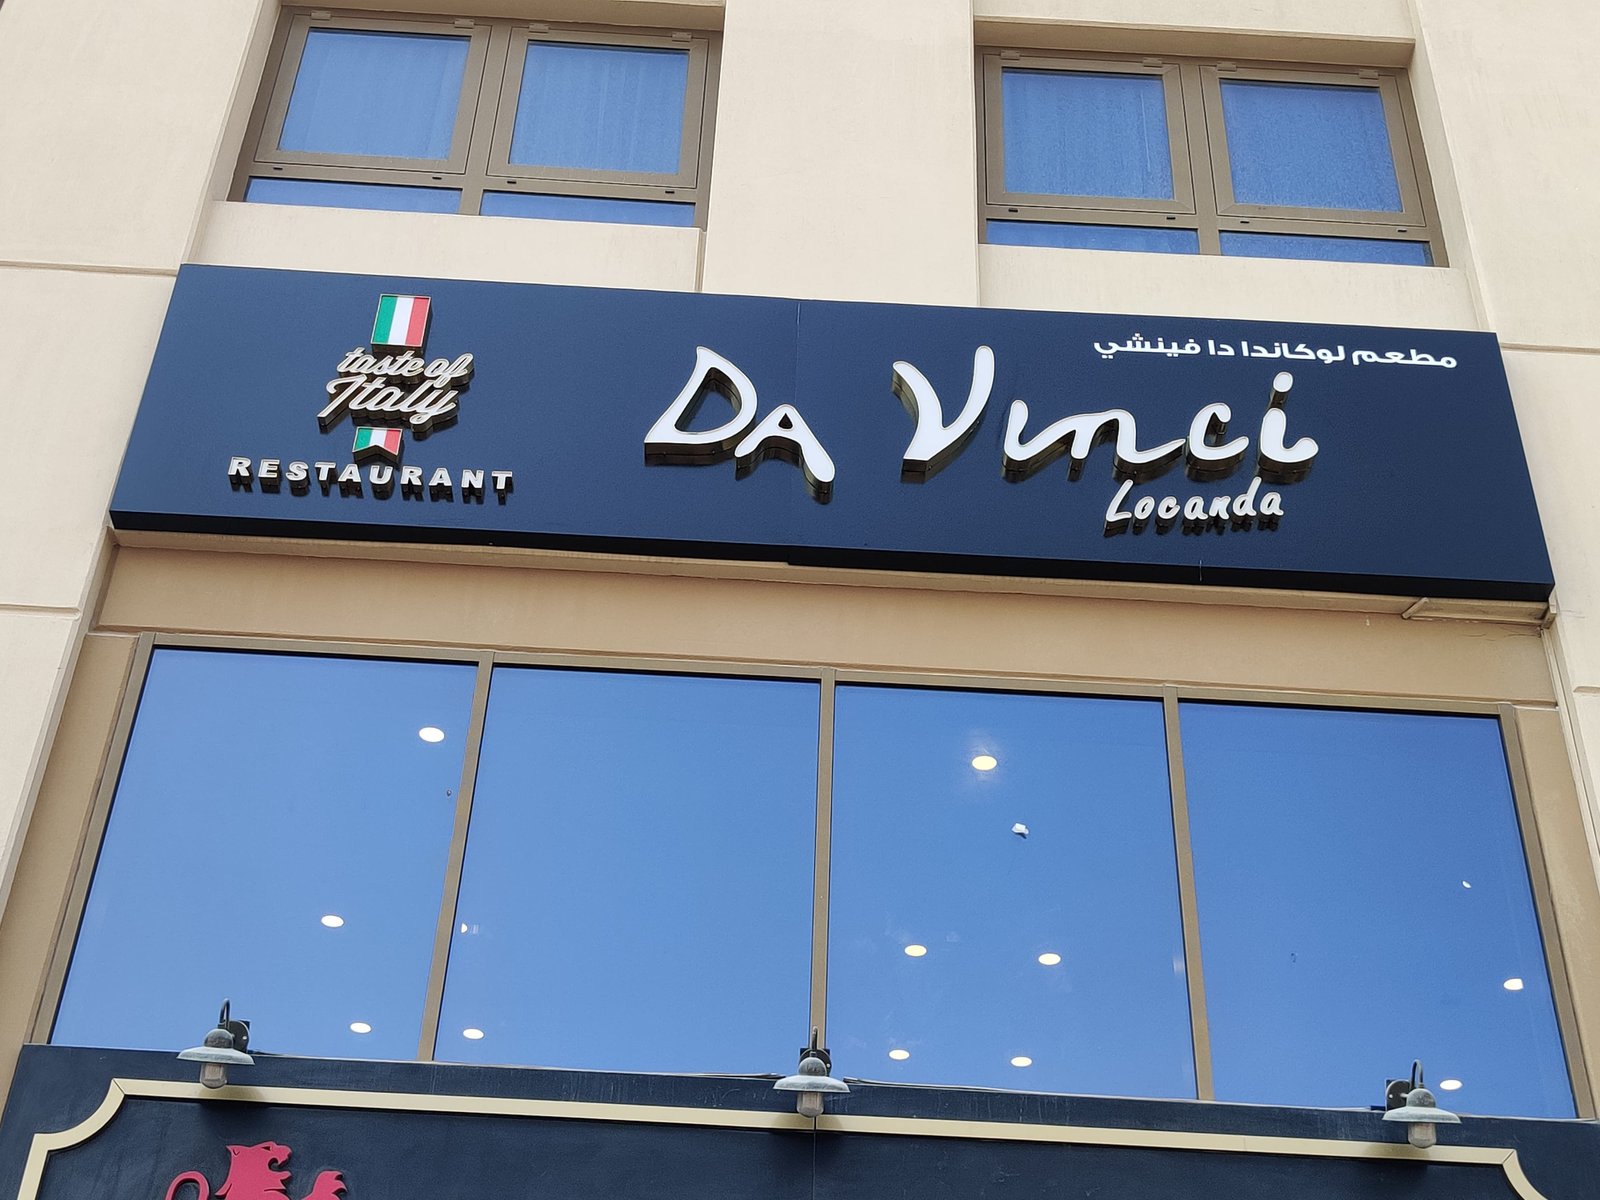 taste of
Italy
RESTAURANT
مطعم لوكاندا دا فينشي
DA Vinci
Locanda